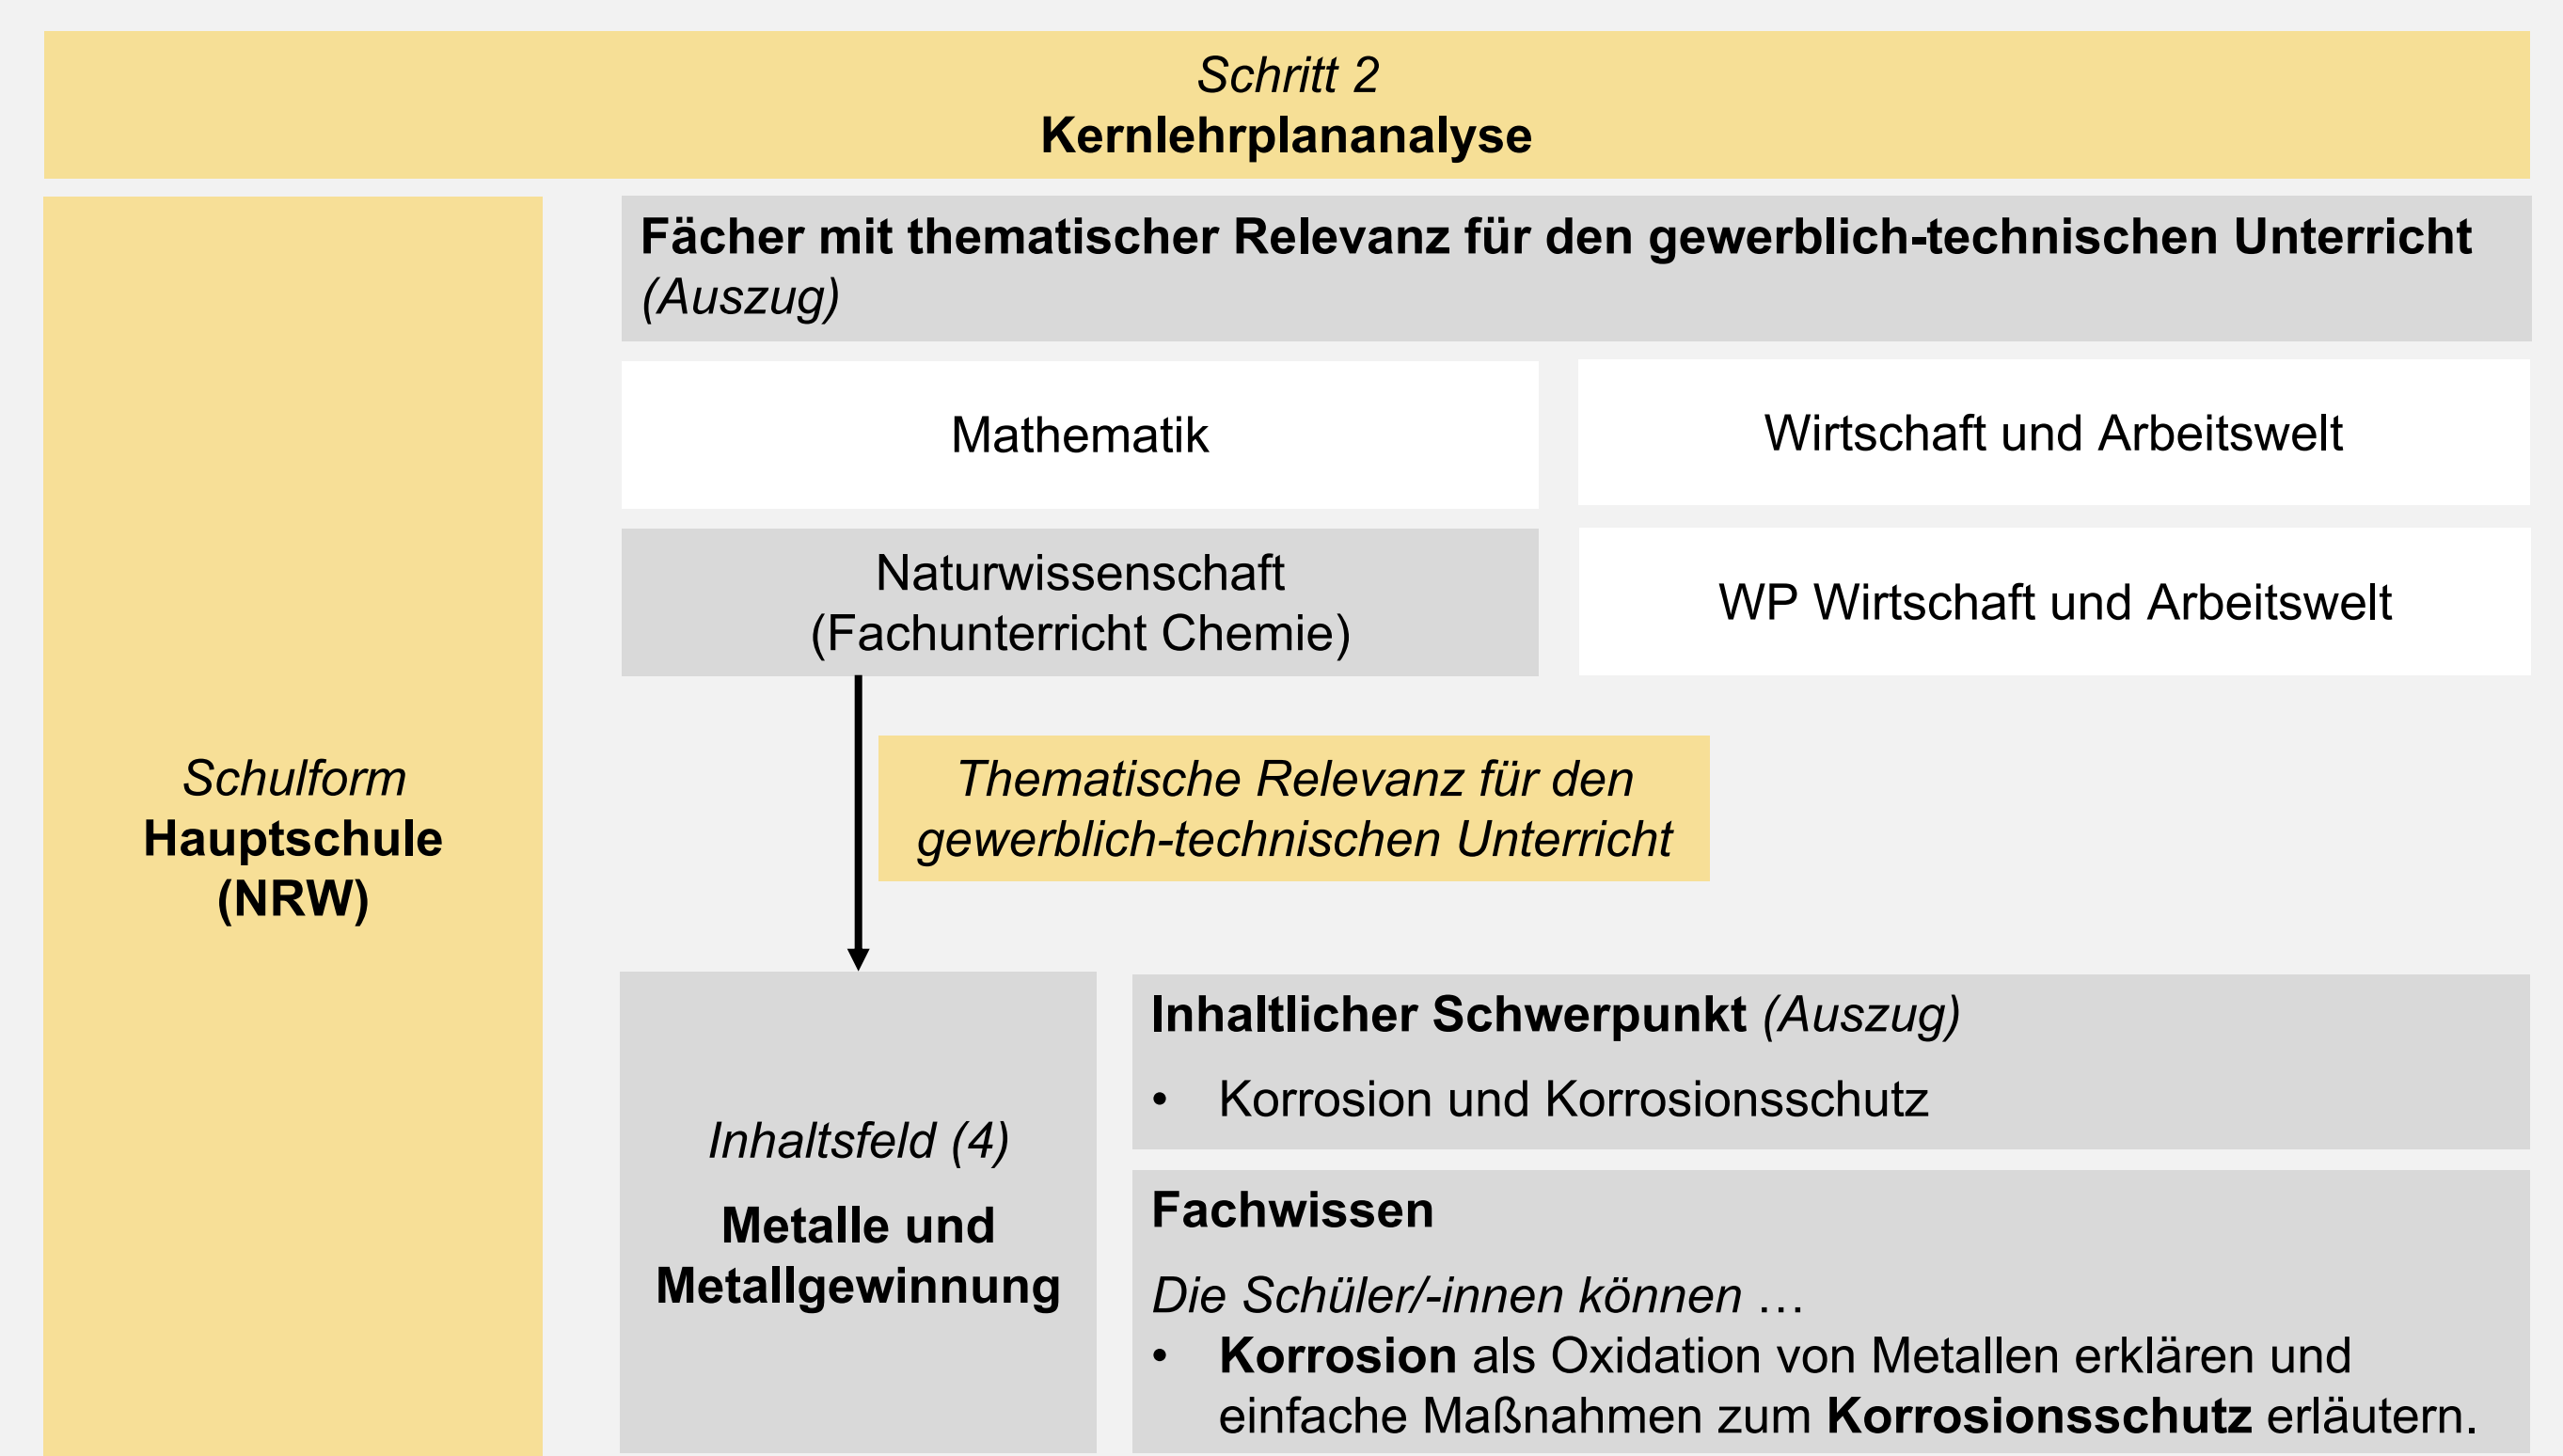 Schritt 2
Kernlehrplananalyse
Schulform
Hauptschule
(NRW)
Fächer mit thematischer Relevanz für den gewerblich-technischen Unterricht
(Auszug)
Mathematik
Wirtschaft und Arbeitswelt
Naturwissenschaft
(Fachunterricht Chemie)
WP Wirtschaft und Arbeitswelt
Thematische Relevanz für den
gewerblich-technischen Unterricht
Inhaltsfeld (4)
Metalle und
Metallgewinnung
Inhaltlicher Schwerpunkt (Auszug)
• Korrosion und Korrosionsschutz
Fachwissen
Die Schüler/-innen können …
• Korrosion als Oxidation von Metallen erklären und
einfache Maßnahmen zum Korrosionsschutz erläutern.